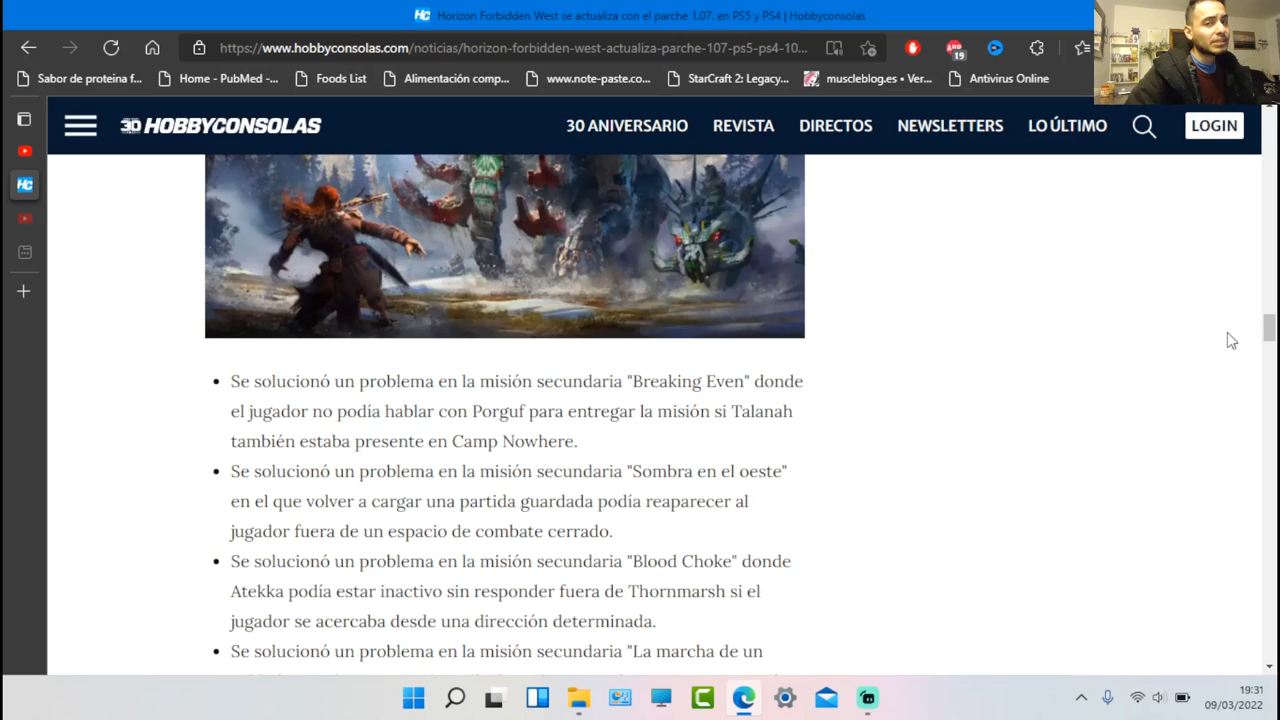 Horizon Forbidden West se actualiza con el parche 1.07. en PS5 y PS4 | Hobbyconsolas
https://www.hobbyconsolas.com/noticias/horizon-forbidden-west-actualiza-parche-107-ps5-ps4-10...
19
Sabor de proteina f... Home - PubMed -... Foods List Alimentación comp... www.note-paste.co... StarCraft 2: Legacy... muscleblog.es • Ver... Antivirus Online
HC
30 HOBBYCONSOLAS 30 ANIVERSARIO REVISTA DIRECTOS NEWSLETTERS LO ÚLTIMO LOGIN
• Se solucionó un problema en la misión secundaria "Breaking Even" donde
el jugador no podía hablar con Porguf para entregar la misión si Talanah
también estaba presente en Camp Nowhere.
• Se solucionó un problema en la misión secundaria "Sombra en el oeste"
en el que volver a cargar una partida guardada podía reaparecer al
jugador fuera de un espacio de combate cerrado.
• Se solucionó un problema en la misión secundaria "Blood Choke" donde
Atekka podía estar inactivo sin responder fuera de Thornmarsh si el
jugador se acercaba desde una dirección determinada.
• Se solucionó un problema en la misión secundaria "La marcha de un
19:31
09/03/2022